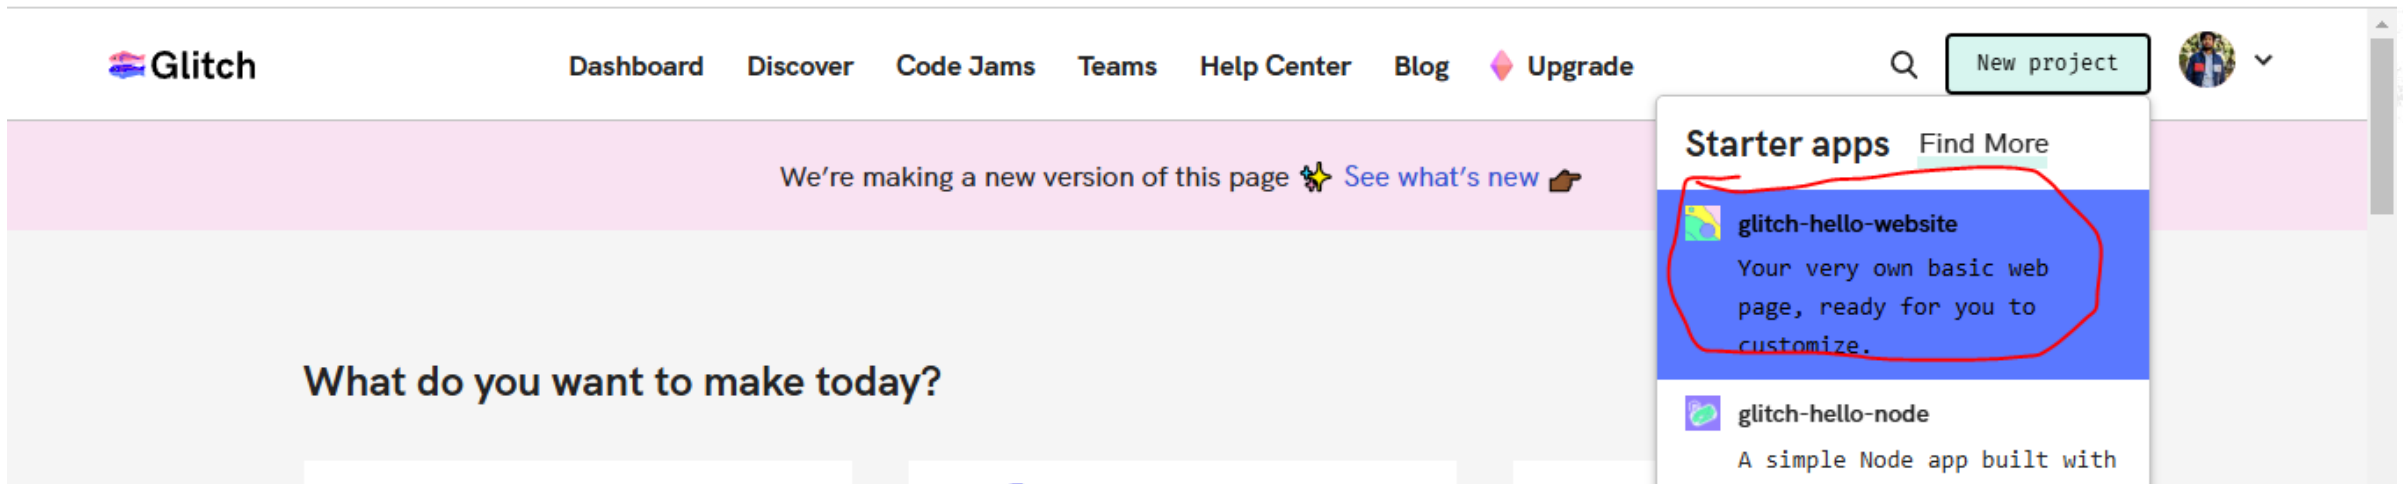 Glitch
Dashboard Discover Code Jams Teams Help Center Blog Upgrade
New project
We're making a new version of this page See what's new
Starter apps Find More
glitch-hello-website
Your very own basic web
page, ready for you to
customize.
What do you want to make today?
glitch-hello-node
A simple Node app built with